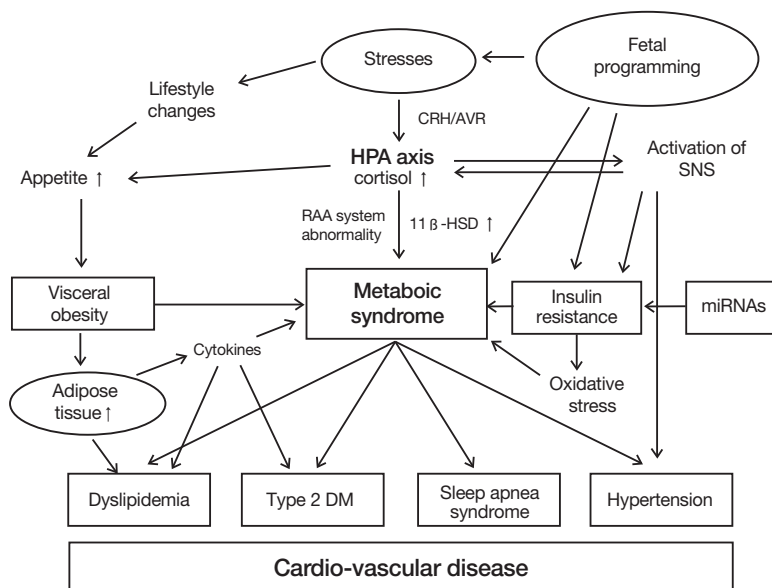 Stresses
Fetal
programming
Lifestyle
changes
CRH/AVR
HPA axis
cortisol ↑
Activation of
SNS
Appetite ↑
RAA system
abnormality
11 ß-HSD ↑
Visceral
obesity
Metaboic
syndrome
Insulin
resistance
miRNAs
Cytokines
Adipose
tissue ↑
Oxidative
stress
Dyslipidemia
Type 2 DM
Sleep apnea
syndrome
Hypertension
Cardio-vascular disease